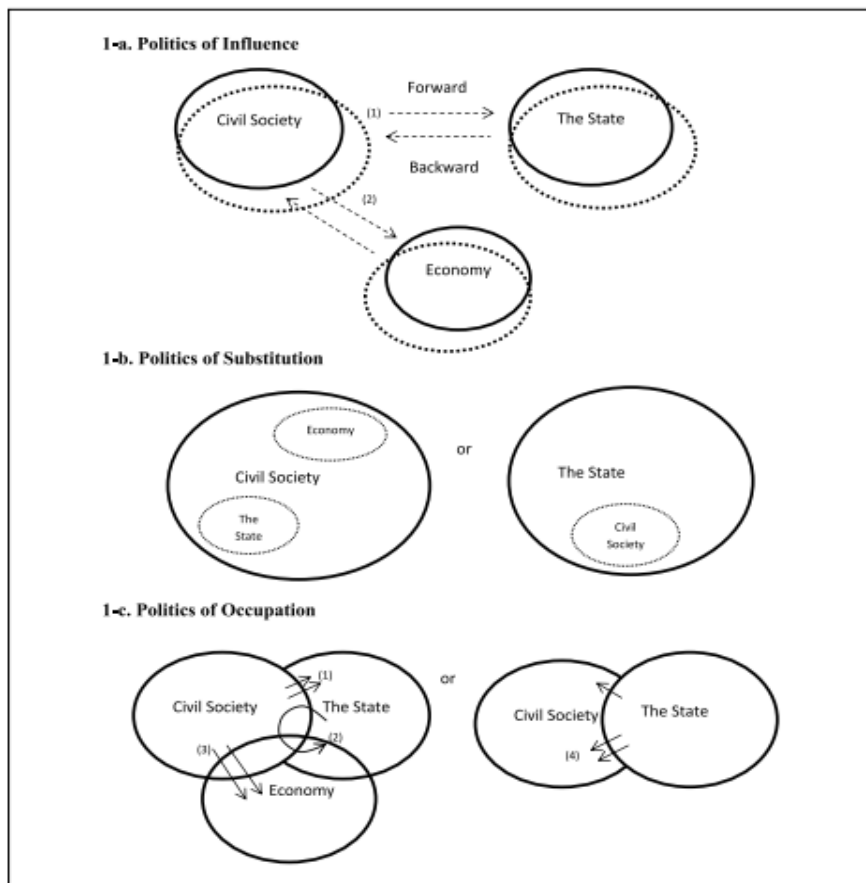 1-a. Politics of Influence
Forward
(1)
Civil Society
The State
Backward
(2)
Economy
1-b. Politics of Substitution
Economy
or
Civil Society
The State
The
State
Civil
Society
1-c. Politics of Occupation
(1)
or
Civil Society
The State
Civil Society
The State
(2)
(3)
(4)
Economy